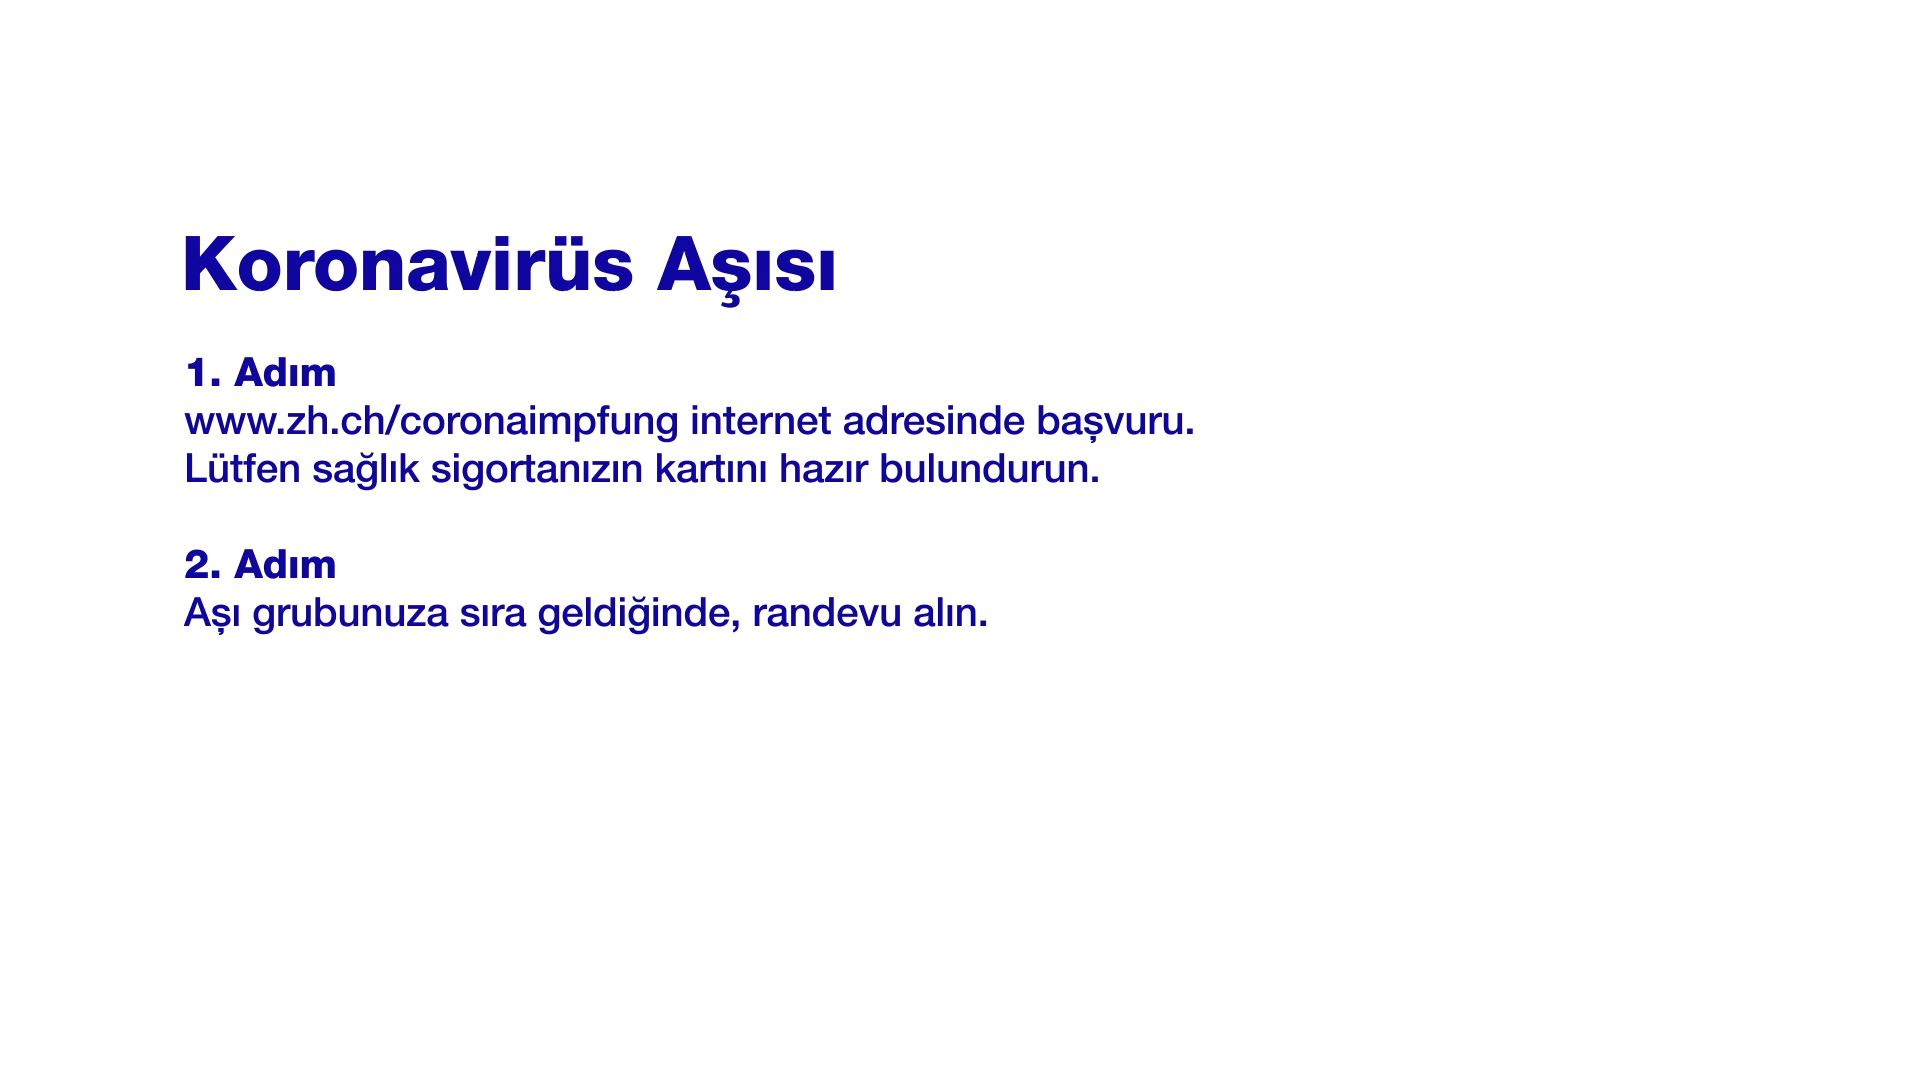 Koronavirüs Aşısı
1. Adım
www.zh.ch/coronaimpfung internet adresinde başvuru.
Lütfen sağlık sigortanızın kartını hazır bulundurun.
2. Adım
Aşı grubunuza sıra geldiğinde, randevu alın.